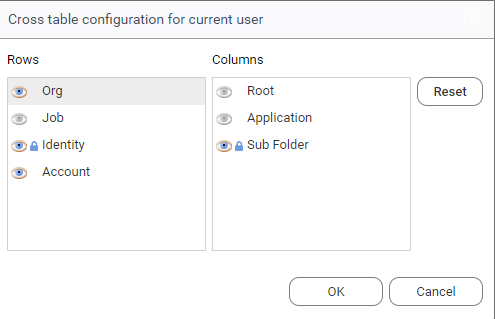 Cross table configuration for current user
Rows
Columns
Org
Job
Identity
Account
Root
Application
Sub Folder
Reset
OK
Cancel